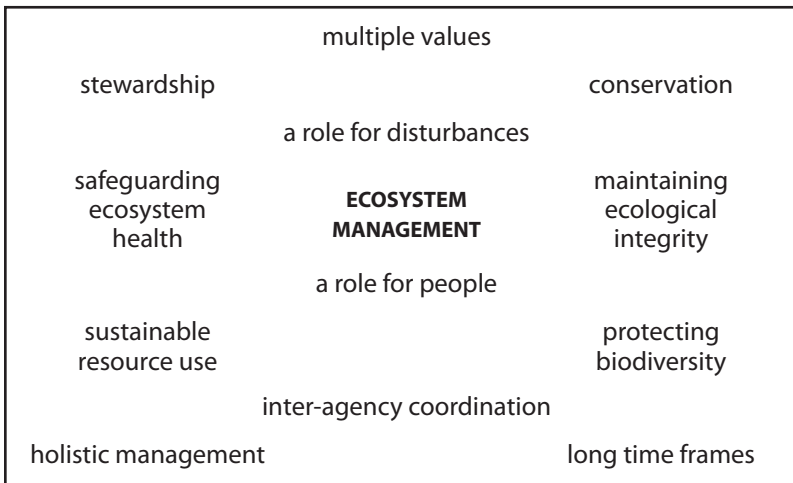 multiple values
stewardship
conservation
a role for disturbances
safeguarding
ecosystem
health
ECOSYSTEM
MANAGEMENT
maintaining
ecological
integrity
a role for people
sustainable
resource use
protecting
biodiversity
inter-agency coordination
holistic management
long time frames